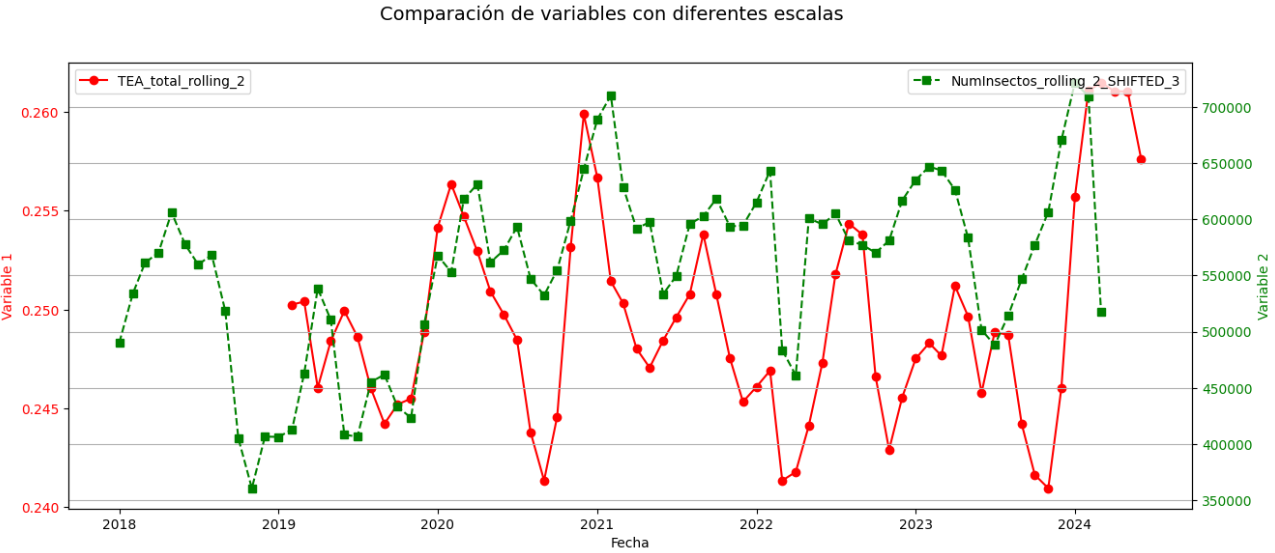 Comparación de variables con diferentes escalas
TEA_total_rolling_2
NumInsectos_rolling_2_SHIFTED_3
0.260
0.255
0.250
0.245
0.240
Variable 1
700000
650000
600000
550000
500000
450000
400000
350000
Variable 2
2018 2019 2020 2021 2022 2023 2024
Fecha